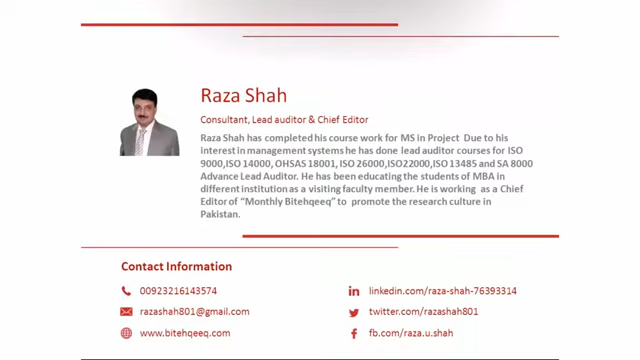 Raza Shah
Consultant, Lead auditor & Chief Editor
Raza Shah has completed his course work for MS in Project Due to his
interest in management systems he has done lead auditor courses for ISO
9000,ISO 14000, OHSAS 18001, ISO 26000,ISO22000,ISO 13485 and SA 8000
Advance Lead Auditor. He has been educating the students of MBA in
different institution as a visiting faculty member. He is working as a Chief
Editor of "Monthly Bitehqeeq" to promote the research culture in
Pakistan.
Contact Information
00923216143574
linkedin.com/raza-shah-76393314
razashah801@gmail.com
twitter.com/razashah801
www.bitehqeeq.com
fb.com/raza.u.shah